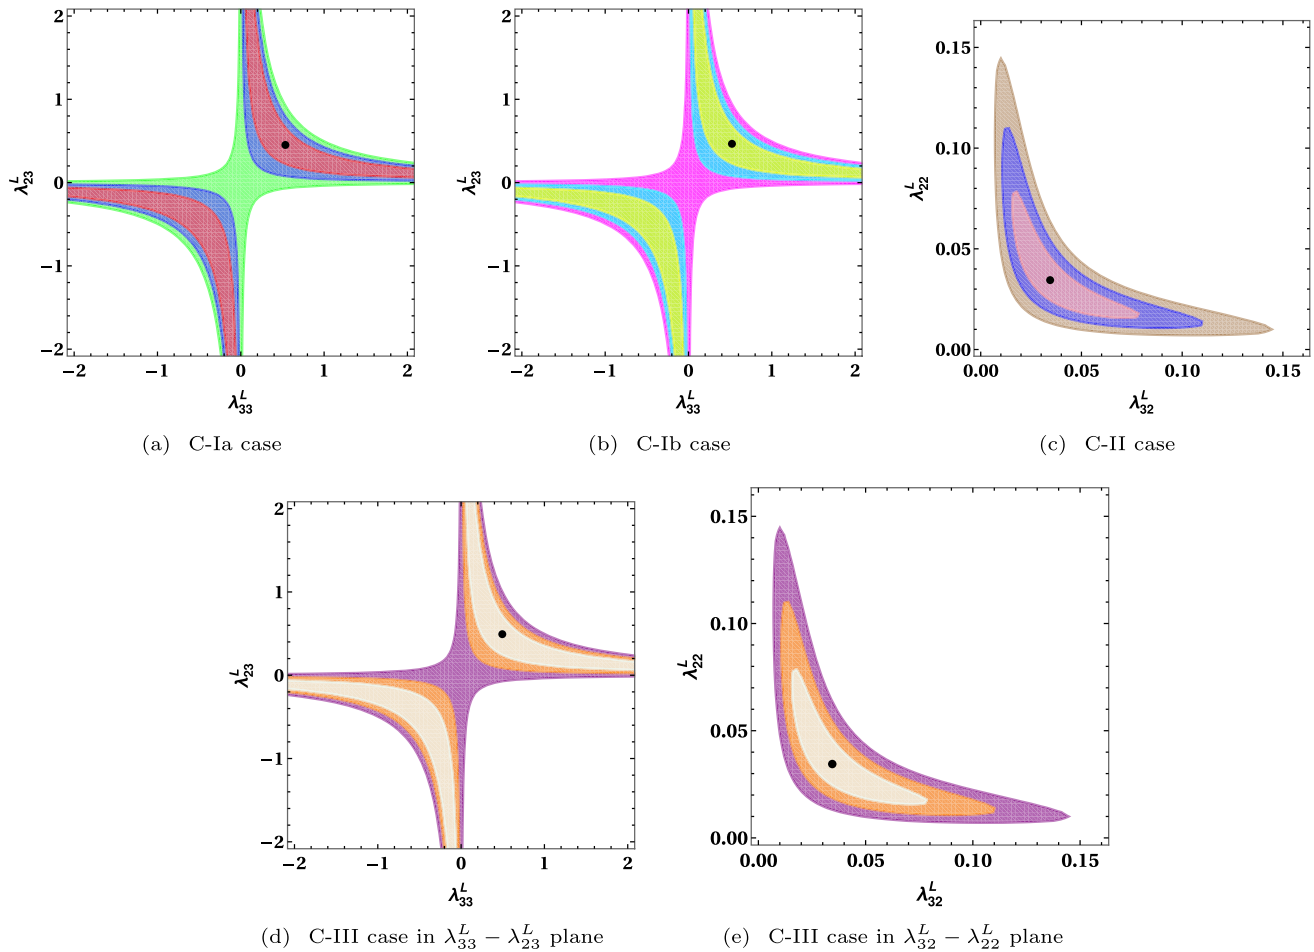 2
1
0
−1
−2
λ^L_23
−2 −1 0 1 2
λ^L_33
(a) C-Ia case
2
1
0
−1
−2
λ^L_23
−2 −1 0 1 2
λ^L_33
(b) C-Ib case
0.15
0.10
0.05
0.00
λ^L_22
0.00 0.05 0.10 0.15
λ^L_32
(c) C-II case
2
1
0
−1
−2
λ^L_23
−2 −1 0 1 2
λ^L_33
(d) C-III case in λ^L_33 − λ^L_23 plane
0.15
0.10
0.05
0.00
λ^L_22
0.00 0.05 0.10 0.15
λ^L_32
(e) C-III case in λ^L_32 − λ^L_22 plane